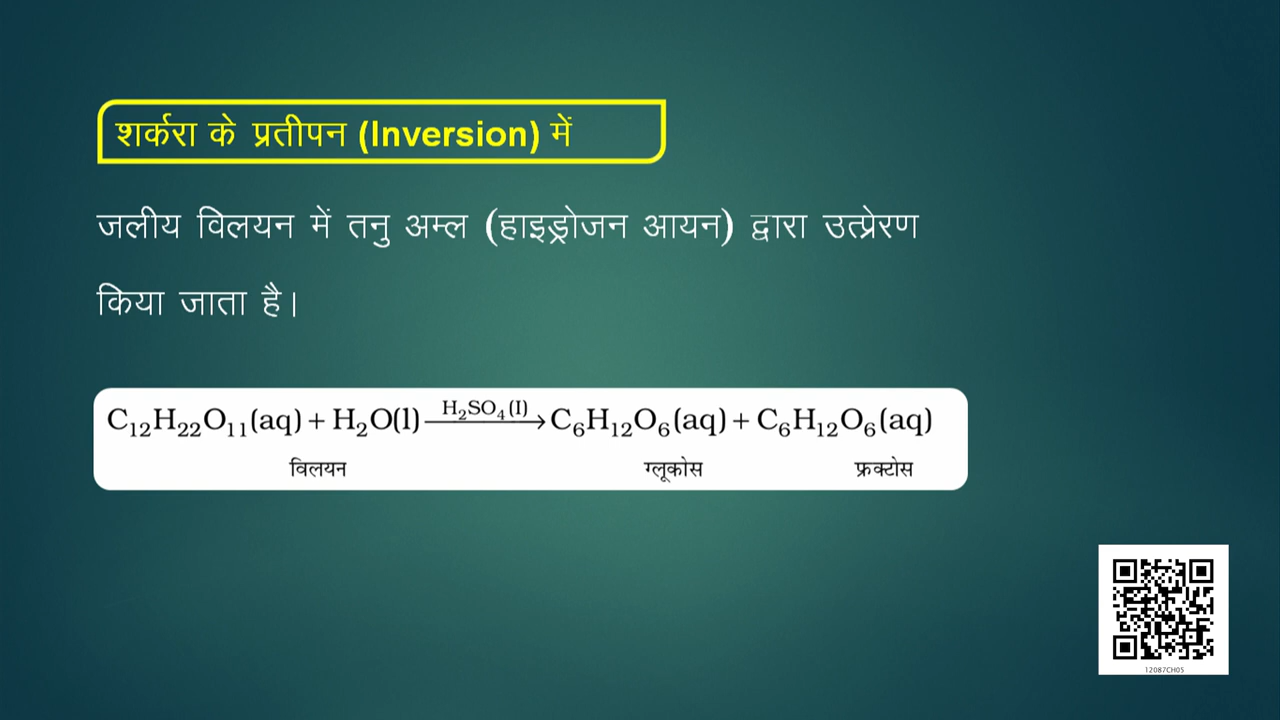 शर्करा के प्रतीपन (Inversion) में
जलीय विलयन में तनु अम्ल (हाइड्रोजन आयन) द्वारा उत्प्रेरण
किया जाता है।
C₁₂H₂₂O₁₁(aq) + H₂O(l) —H₂SO₄(l)→ C₆H₁₂O₆(aq) + C₆H₁₂O₆(aq)
विलयन ग्लूकोस फ्रक्टोस
12087CH05